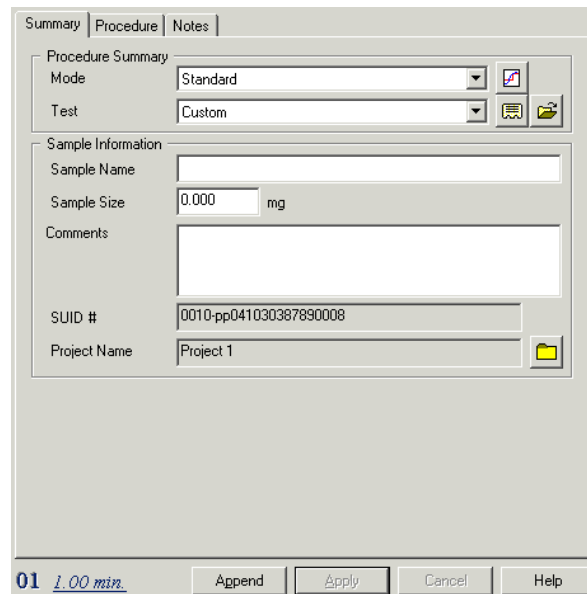 Summary Procedure Notes
Procedure Summary
Mode Standard
Test Custom
Sample Information
Sample Name
Sample Size 0.000 mg
Comments
SUID # 0010-pp041030387890008
Project Name Project 1
01 1.00 min. Append Apply Cancel Help